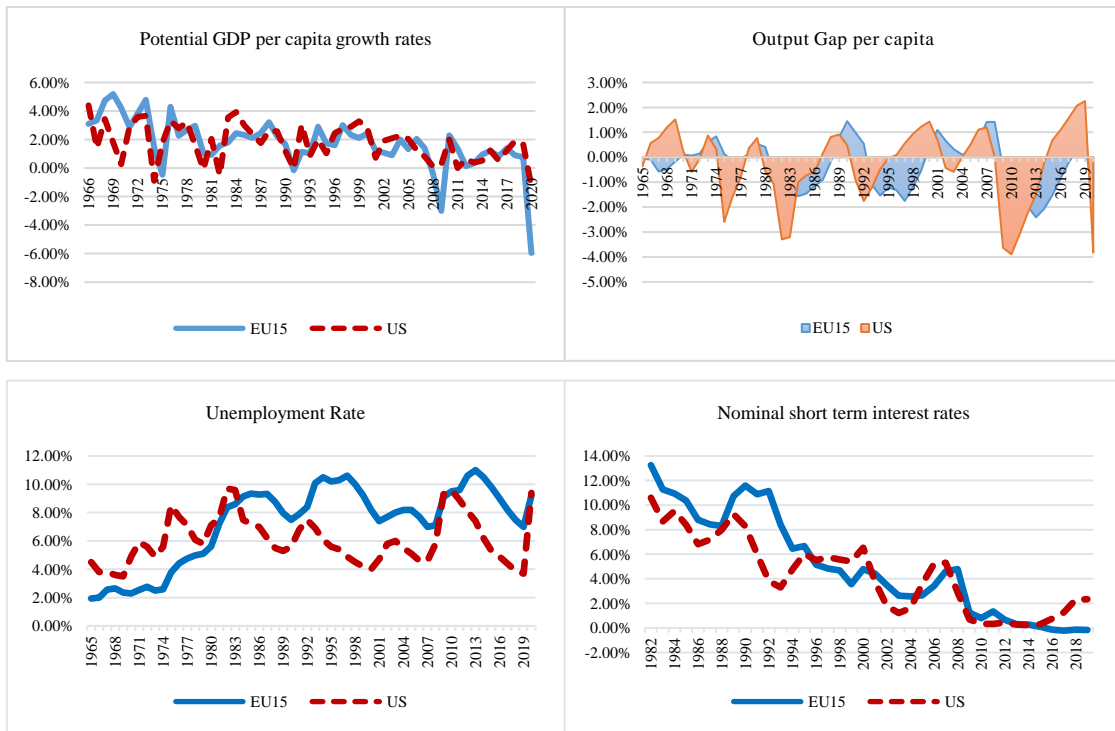 Potential GDP per capita growth rates
6.00%
4.00%
2.00%
0.00%
-2.00%
-4.00%
-6.00%
-8.00%
1966 1969 1972 1975 1978 1981 1984 1987 1990 1993 1996 1999 2002 2005 2008 2011 2014 2017 2020
EU15 US
Output Gap per capita
3.00%
2.00%
1.00%
0.00%
-1.00%
-2.00%
-3.00%
-4.00%
-5.00%
1965 1968 1971 1974 1977 1980 1983 1986 1989 1992 1995 1998 2001 2004 2007 2010 2013 2016 2019
EU15 US
Unemployment Rate
12.00%
10.00%
8.00%
6.00%
4.00%
2.00%
0.00%
1965 1968 1971 1974 1977 1980 1983 1986 1989 1992 1995 1998 2001 2004 2007 2010 2013 2016 2019
EU15 US
Nominal short term interest rates
14.00%
12.00%
10.00%
8.00%
6.00%
4.00%
2.00%
0.00%
-2.00%
1982 1984 1986 1988 1990 1992 1994 1996 1998 2000 2002 2004 2006 2008 2010 2012 2014 2016 2018
EU15 US